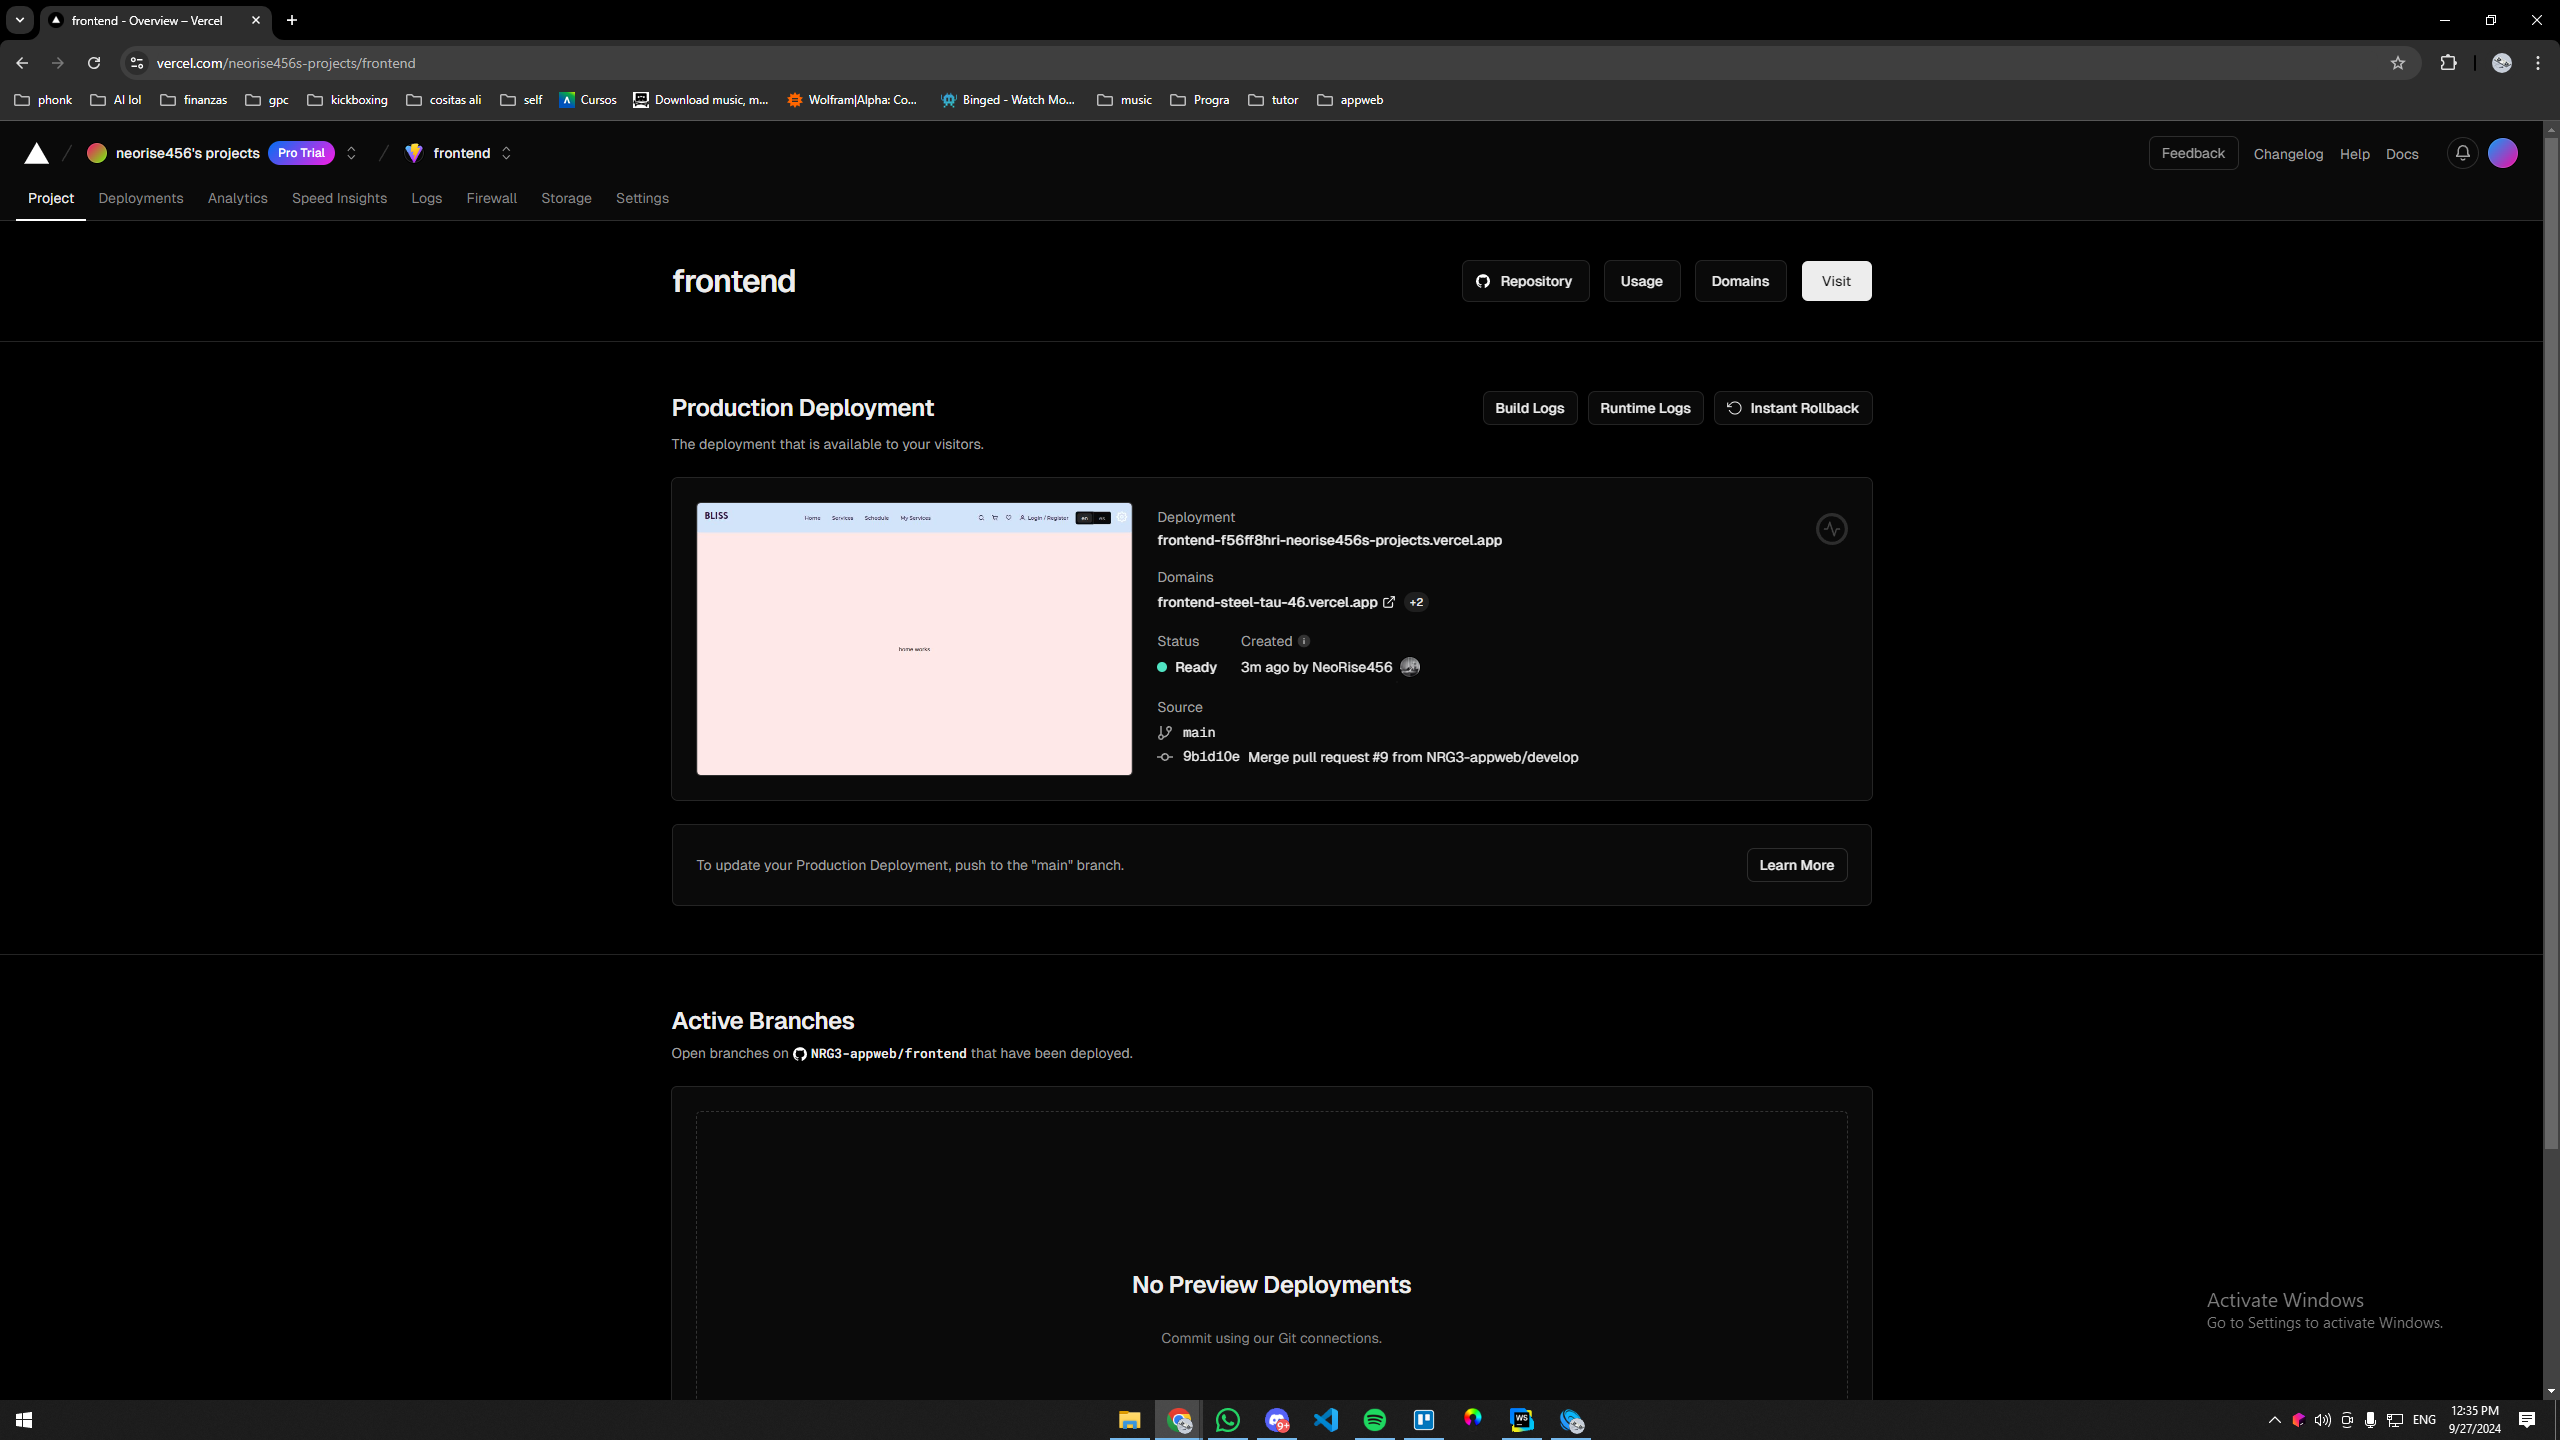 frontend - Overview – Vercel
vercel.com/neorise456s-projects/frontend
phonk
AI lol
finanzas
gpc
kickboxing
cositas ali
self
Cursos
Download music, m...
Wolfram|Alpha: Co...
Binged - Watch Mo...
music
Progra
tutor
appweb
neorise456's projects Pro Trial
frontend
Feedback
Changelog
Help
Docs
Project
Deployments
Analytics
Speed Insights
Logs
Firewall
Storage
Settings
frontend
Repository
Usage
Domains
Visit
Production Deployment
Build Logs
Runtime Logs
Instant Rollback
The deployment that is available to your visitors.
BLISS
Home
Services
Schedule
My Services
Login / Register
en
es
home works
Deployment
frontend-f56ff8hri-neorise456s-projects.vercel.app
Domains
frontend-steel-tau-46.vercel.app +2
Status
Created
Ready
3m ago by NeoRise456
Source
main
9b1d10e Merge pull request #9 from NRG3-appweb/develop
To update your Production Deployment, push to the "main" branch.
Learn More
Active Branches
Open branches on NRG3-appweb/frontend that have been deployed.
No Preview Deployments
Commit using our Git connections.
Activate Windows
Go to Settings to activate Windows.
9+
WS
ENG
12:35 PM
9/27/2024